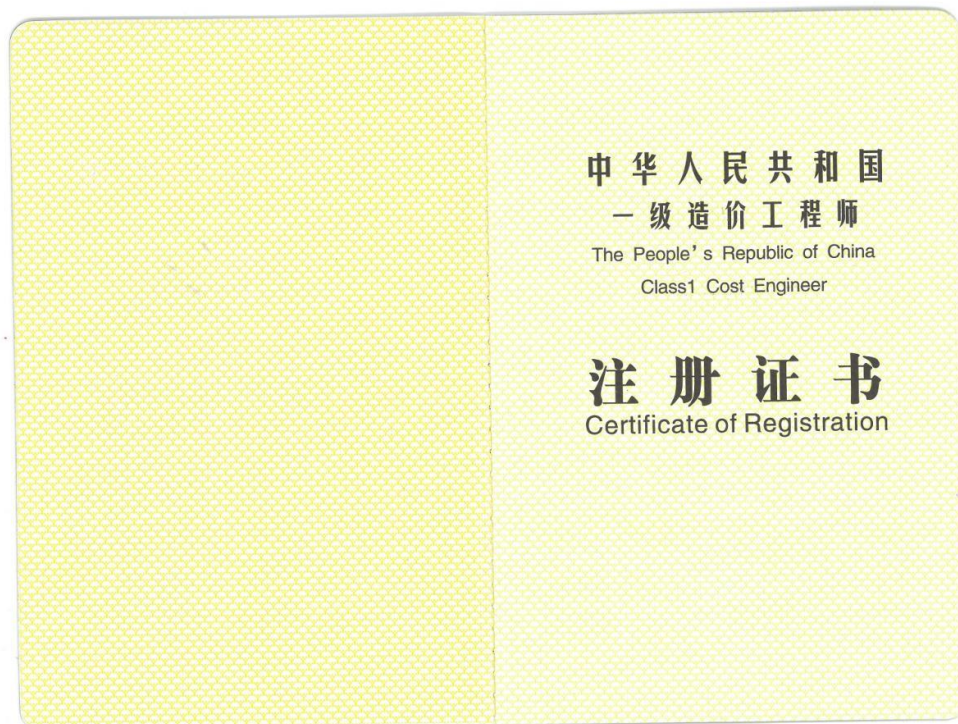 中华人民共和国
一级造价工程师
The People's Republic of China
Class1 Cost Engineer
注册证书
Certificate of Registration